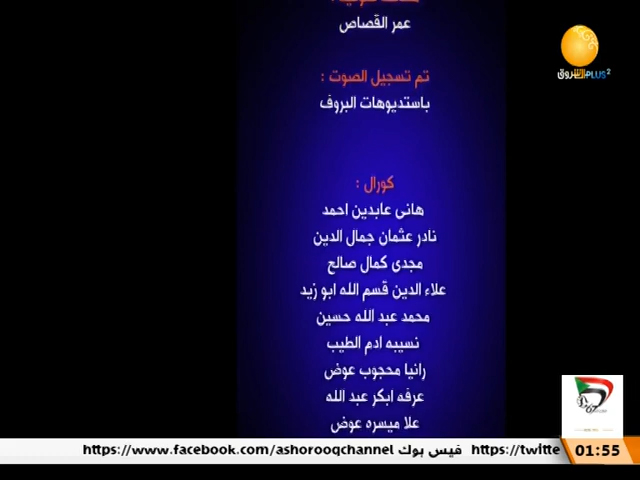 عمر القصاص
الشروق PLUS²
تم تسجيل الصوت :
باستديوهات البروف
كورال :
هانى عابدين احمد
نادر عثمان جمال الدين
مجدى كمال صالح
علاء الدين قسم الله ابو زيد
محمد عبد الله حسين
نسيبه ادم الطيب
رانيا محجوب عوض
عرفه ابكر عبد الله
علا ميسره عوض
https://www.facebook.com/ashorooqchannel فيس بوك https://twitte
01:55